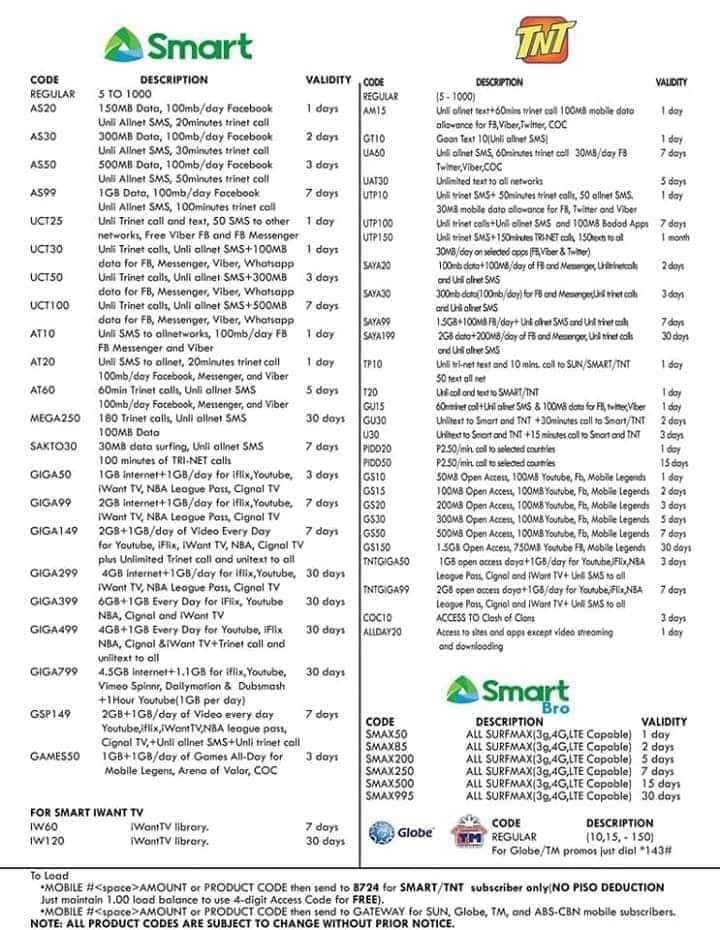 Smart
CODE DESCRIPTION VALIDITY
REGULAR 5 TO 1000
AS20 150MB Data, 100mb/day Facebook 1 days
Unli Allnet SMS, 20minutes trinet call
AS30 300MB Data, 100mb/day Facebook 2 days
Unli Allnet SMS, 30minutes trinet call
AS50 500MB Data, 100mb/day Facebook 3 days
Unli Allnet SMS, 50minutes trinet call
AS99 1GB Data, 100mb/day Facebook 7 days
Unli Allnet SMS, 100minutes trinet call
UCT25 Unli Trinet call and text, 50 SMS to other 1 day
networks, Free Viber FB and FB Messenger
UCT30 Unli Trinet calls, Unli allnet SMS+100MB 1 days
data for FB, Messenger, Viber, Whatsapp
UCT50 Unli Trinet calls, Unli allnet SMS+300MB 3 days
data for FB, Messenger, Viber, Whatsapp
UCT100 Unli Trinet calls, Unli allnet SMS+500MB 7 days
data for FB, Messenger, Viber, Whatsapp
AT10 Unli SMS to allnetworks, 100mb/day FB 1 day
FB Messenger and Viber
AT20 Unli SMS to allnet, 20minutes trinet call 1 day
100mb/day Facebook, Messenger, and Viber
AT60 60min Trinet calls, Unli allnet SMS 5 days
100mb/day Facebook, Messenger, and Viber
MEGA250 180 Trinet calls, Unli allnet SMS 30 days
100MB Data
SAKTO30 30MB data surfing, Unli allnet SMS 7 days
100 minutes of TRI-NET calls
GIGA50 1GB internet+1GB/day for iflix,Youtube, 3 days
iWant TV, NBA League Pass, Cignal TV
GIGA99 2GB internet+1GB/day for iflix,Youtube, 7 days
iWant TV, NBA League Pass, Cignal TV
GIGA149 2GB+1GB/day of Video Every Day 7 days
for Youtube, iFlix, iWant TV, NBA, Cignal TV
plus Unlimited Trinet call and unitext to all
GIGA299 4GB internet+1GB/day for iflix,Youtube, 30 days
iWant TV, NBA League Pass, Cignal TV
GIGA399 6GB+1GB Every Day for iFlix, Youtube 30 days
NBA, Cignal and iWant TV
GIGA499 4GB+1GB Every Day for Youtube, iFlix 30 days
NBA, Cignal &iWANT TV+Trinet call and
unlitext to all
GIGA799 4.5GB internet+1.1GB for iflix,Youtube, 30 days
Vimeo Spinnr, Dailymotion & Dubsmash
+1Hour Youtube(1GB per day)
GSP149 2GB+1GB/day of Video every day 7 days
Youtube,iflix,iWantTV,NBA league pass,
Cignal TV,+Unli allnet SMS+Unli trinet call
GAMES50 1GB+1GB/day of Games All-Day for 3 days
Mobile Legens, Arena of Valor, COC
FOR SMART IWANT TV
IW60 iWantTV library. 7 days
IW120 iWantTV library. 30 days
TNT
CODE DESCRIPTION VALIDITY
REGULAR (5 - 1000)
AM15 Unli allnet text+60mins trinet call 100MB mobile data 1 day
allowance for FB,Viber,Twitter, COC
GT10 Gaan Text 10(Unli allnet SMS) 1 day
UA60 Unli allnet SMS, 60minutes trinet call 30MB/day FB 7 days
Twitter,Viber,COC
UAT30 Unlimited text to all networks 5 days
UTP10 Unli trinet SMS+ 50minutes trinet calls, 50 allnet SMS. 1 day
30MB mobile data allowance for FB, Twitter and Viber
UTP100 Unli trinet calls+Unli allnet SMS and 100MB Badad Apps 7 days
UTP150 Unli trinet SMS+150minutes TRI-NET calls, 150texts to all 1 month
30MB/day on selected apps (FB,Viber & Twitter)
SAYA20 100mb data+100MB/day of FB and Messenger, Unlitrinetcalls 2 days
and Unli allnet SMS
SAYA30 300mb data(100mb/day) for FB and Messenger,Unli trinet calls 3 days
and Unli allnet SMS
SAYA99 1.5GB+100MB FB/day+ Unli allnet SMS and Unli trinet calls 7 days
SAYA199 2GB data+200MB/day of FB and Messenger, Unli trinet calls 30 days
and Unli allnet SMS
TP10 Unli tri-net text and 10 mins. call to SUN/SMART/TNT 1 day
50 text all net
T20 Unli call and text to SMART/TNT 1 day
GU15 60mtrinet call+Unli allnet SMS & 100MB data for FB, twitter,Viber 1 day
GU30 Unlitext to Smart and TNT +30minutes call to Smart/TNT 2 days
U30 Unlitext to Smart and TNT +15 minutes call to Smart and TNT 3 days
PIDD20 P2.50/min. call to selected countries 1 day
PIDD50 P2.50/min. call to selected countries 15 days
GS10 50MB Open Access, 100MB Youtube, Fb, Mobile Legends 1 day
GS15 100MB Open Access, 100MB Youtube, Fb, Mobile Legends 2 days
GS20 200MB Open Access, 100MB Youtube, Fb, Mobile Legends 3 days
GS30 300MB Open Access, 100MB Youtube, Fb, Mobile Legends 5 days
GS50 500MB Open Access, 100MB Youtube, Fb, Mobile Legends 7 days
GS150 1.5GB Open Access, 750MB Youtube FB, Mobile Legends 30 days
TNTGIGA50 1GB open access daya+1GB/day for Youtube,iFlix,NBA 3 days
League Pass, Cignal and iWant TV+ Unli SMS to all
TNTGIGA99 2GB open access daya+1GB/day for Youtube,iFlix,NBA 7 days
League Pass, Cignal and iWant TV+ Unli SMS to all
COC10 ACCESS TO Clash of Clans 3 days
ALLDAY20 Access to sites and apps except video streaming 1 day
and downloading
Smart
Bro
CODE DESCRIPTION VALIDITY
SMAX50 ALL SURFMAX(3g,4G,LTE Capable) 1 day
SMAX85 ALL SURFMAX(3g,4G,LTE Capable) 2 days
SMAX200 ALL SURFMAX(3g,4G,LTE Capable) 5 days
SMAX250 ALL SURFMAX(3g,4G,LTE Capable) 7 days
SMAX500 ALL SURFMAX(3g,4G,LTE Capable) 15 days
SMAX995 ALL SURFMAX(3g,4G,LTE Capable) 30 days
Globe TM CODE DESCRIPTION
REGULAR (10,15, - 150)
For Globe/TM promos just dial *143#
To Load
•MOBILE #<space>AMOUNT or PRODUCT CODE then send to 8724 for SMART/TNT subscriber only(NO PISO DEDUCTION
Just maintain 1.00 load balance to use 4-digit Access Code for FREE).
•MOBILE #<space>AMOUNT or PRODUCT CODE then send to GATEWAY for SUN, Globe, TM, and ABS-CBN mobile subscribers.
NOTE: ALL PRODUCT CODES ARE SUBJECT TO CHANGE WITHOUT PRIOR NOTICE.